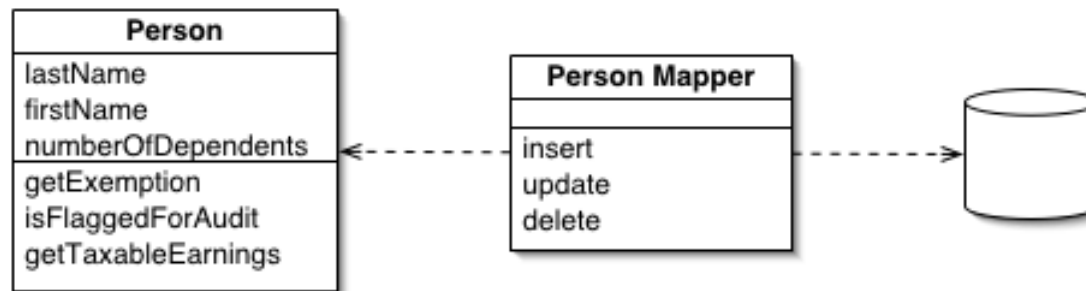 Person
lastName
firstName
numberOfDependents
getExemption
isFlaggedForAudit
getTaxableEarnings
Person Mapper
insert
update
delete